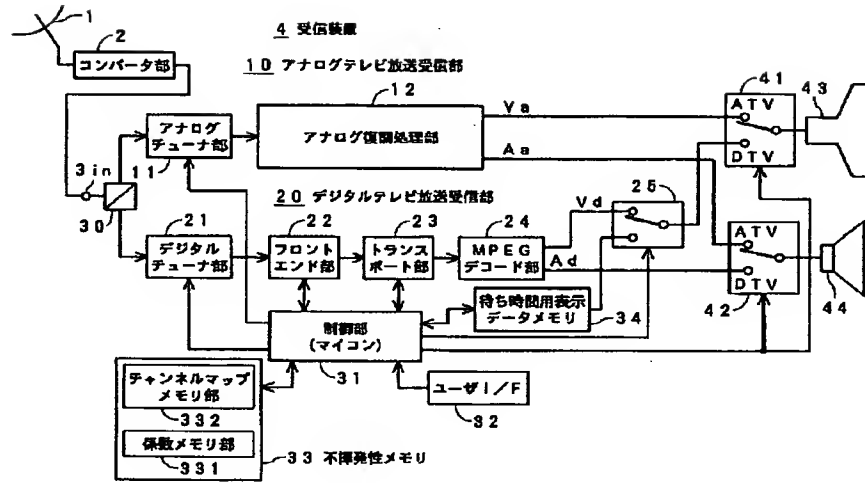 1
2
コンバータ部
4 受信装置
10 アナログテレビ放送受信部
12
アナログ復調処理部
アナログ
チューナ部
11
3in
30
Va
Aa
41
ATV
DTV
43
20 デジタルテレビ放送受信部
21
デジタル
チューナ部
22
フロント
エンド部
23
トランス
ポート部
24
MPEG
デコード部
Vd
Ad
25
ATV
DTV
42
44
待ち時間用表示
データメモリ
34
制御部
(マイコン)
31
ユーザI/F
32
チャンネルマップ
メモリ部
332
係数メモリ部
331
33 不揮発性メモリ